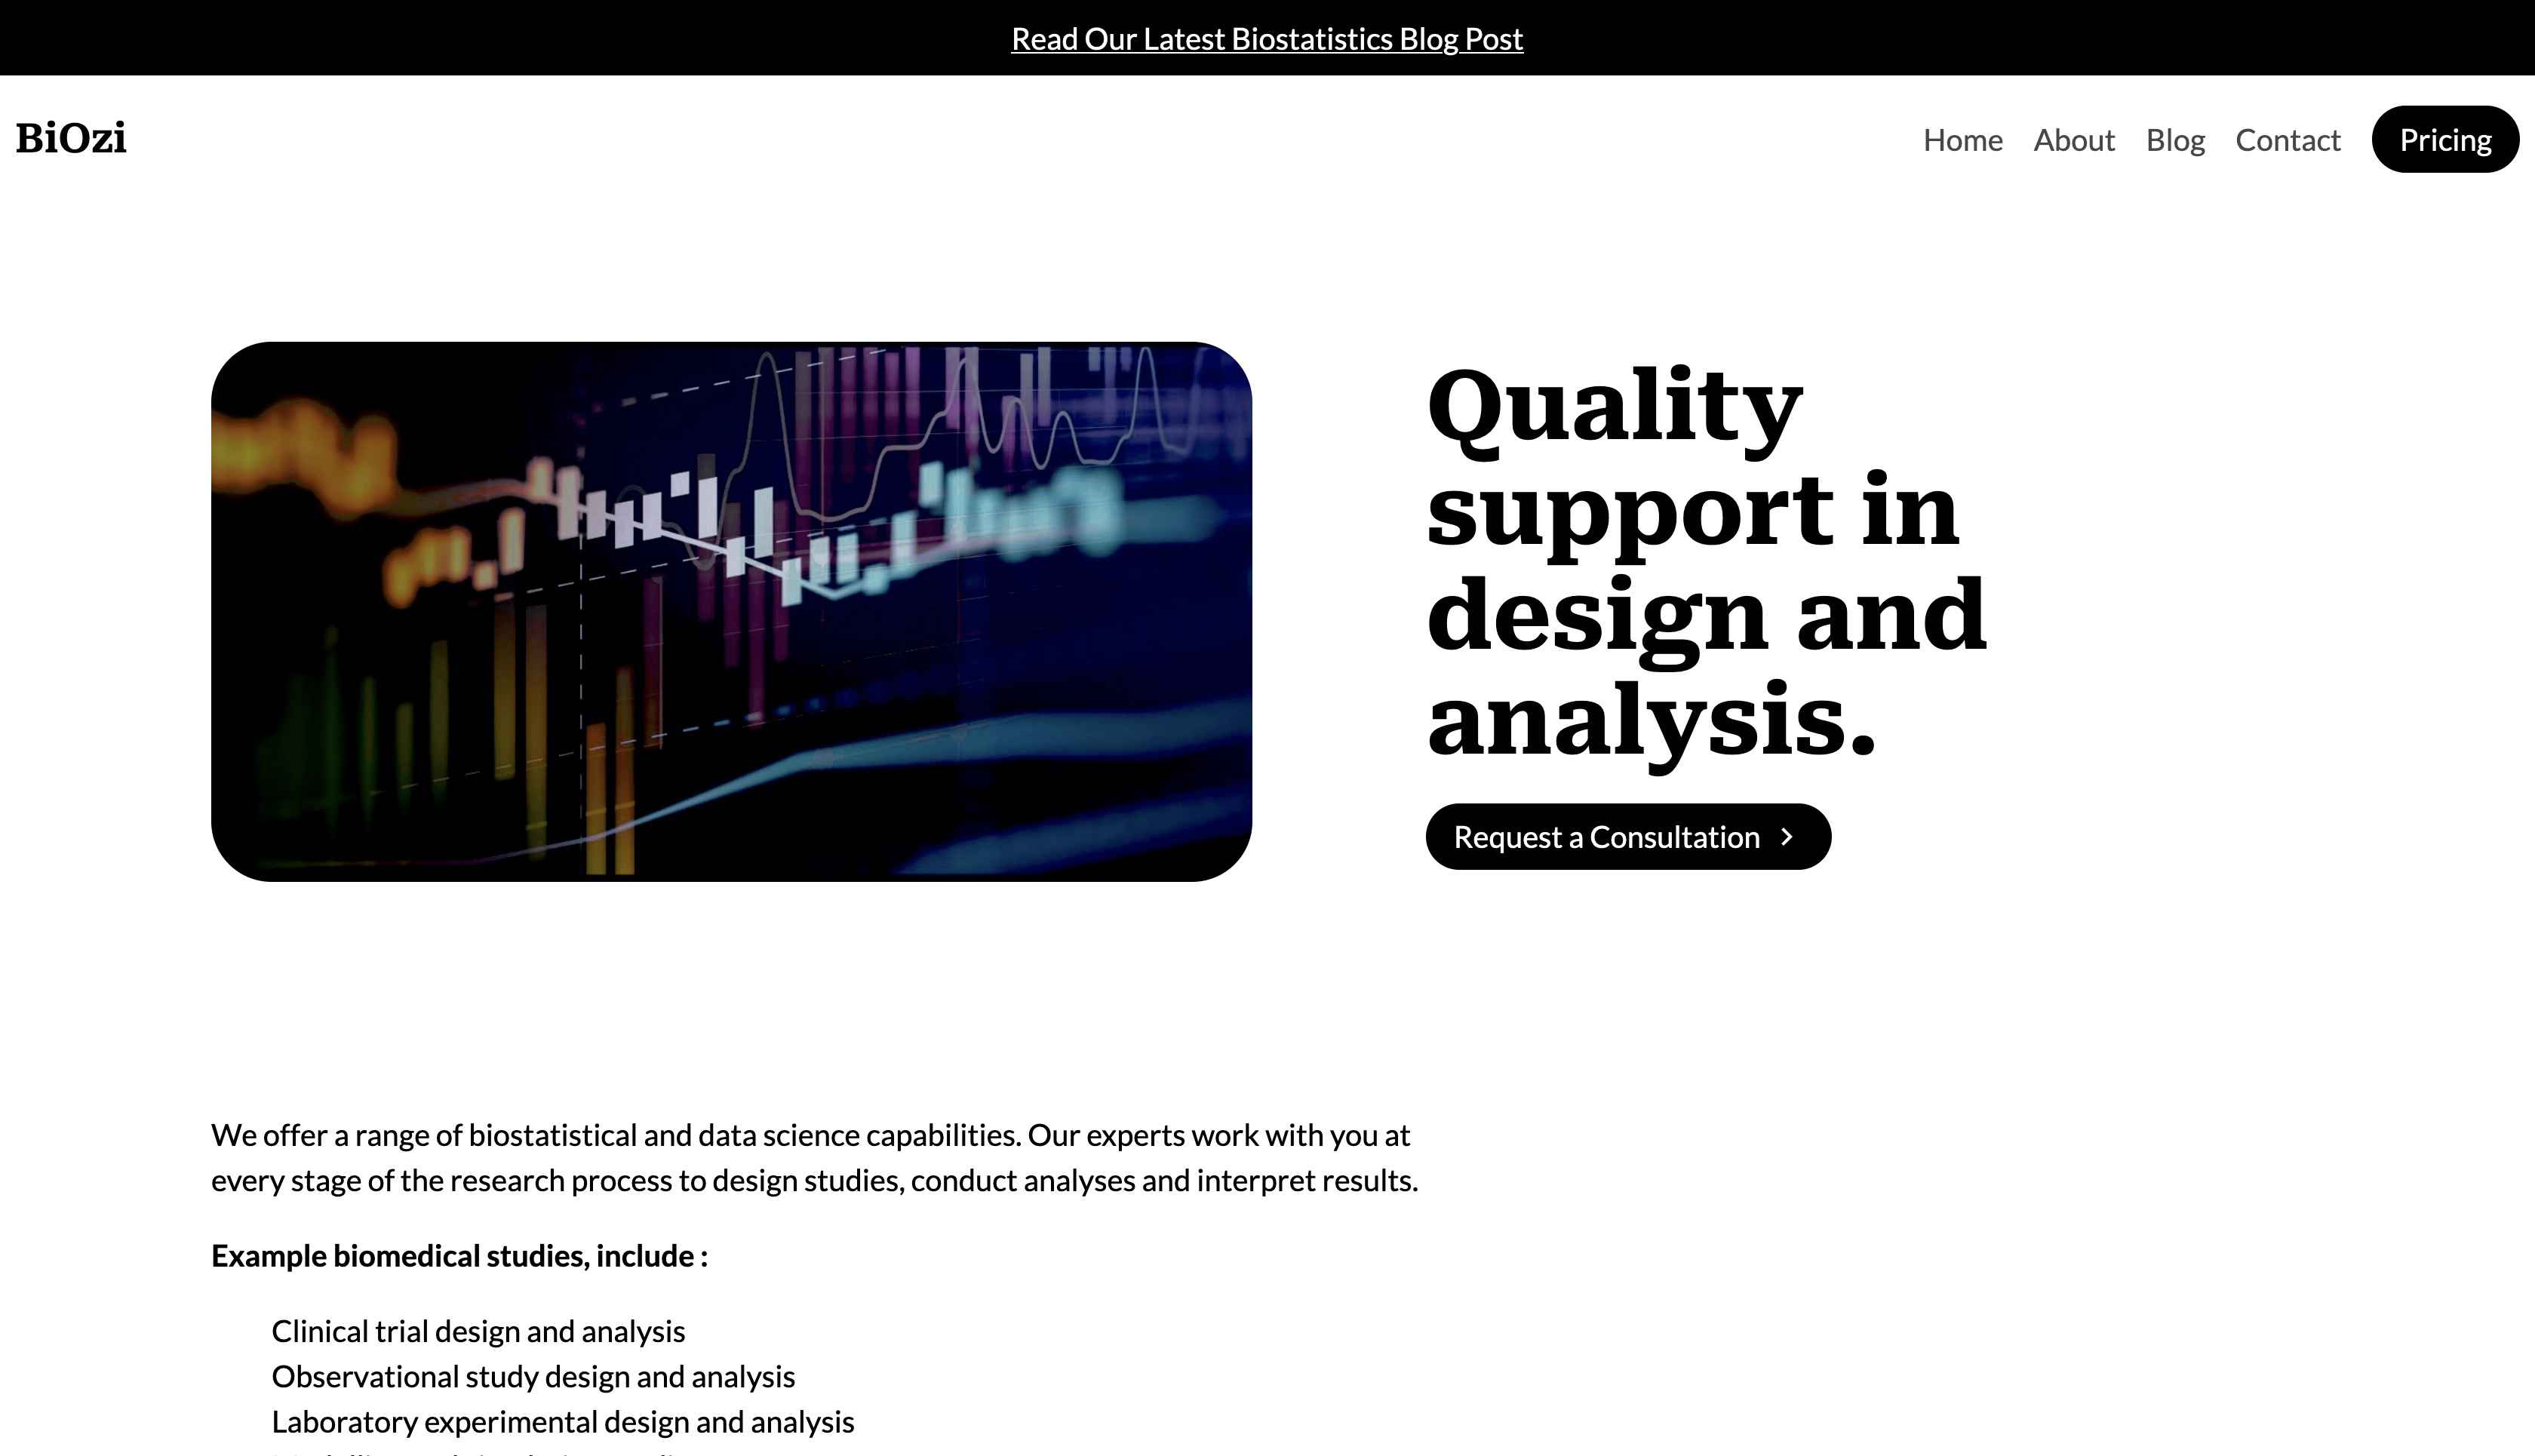 Read Our Latest Biostatistics Blog Post
BiOzi
Home About Blog Contact Pricing
Quality
support in
design and
analysis.
Request a Consultation
We offer a range of biostatistical and data science capabilities. Our experts work with you at
every stage of the research process to design studies, conduct analyses and interpret results.
Example biomedical studies, include :
Clinical trial design and analysis
Observational study design and analysis
Laboratory experimental design and analysis